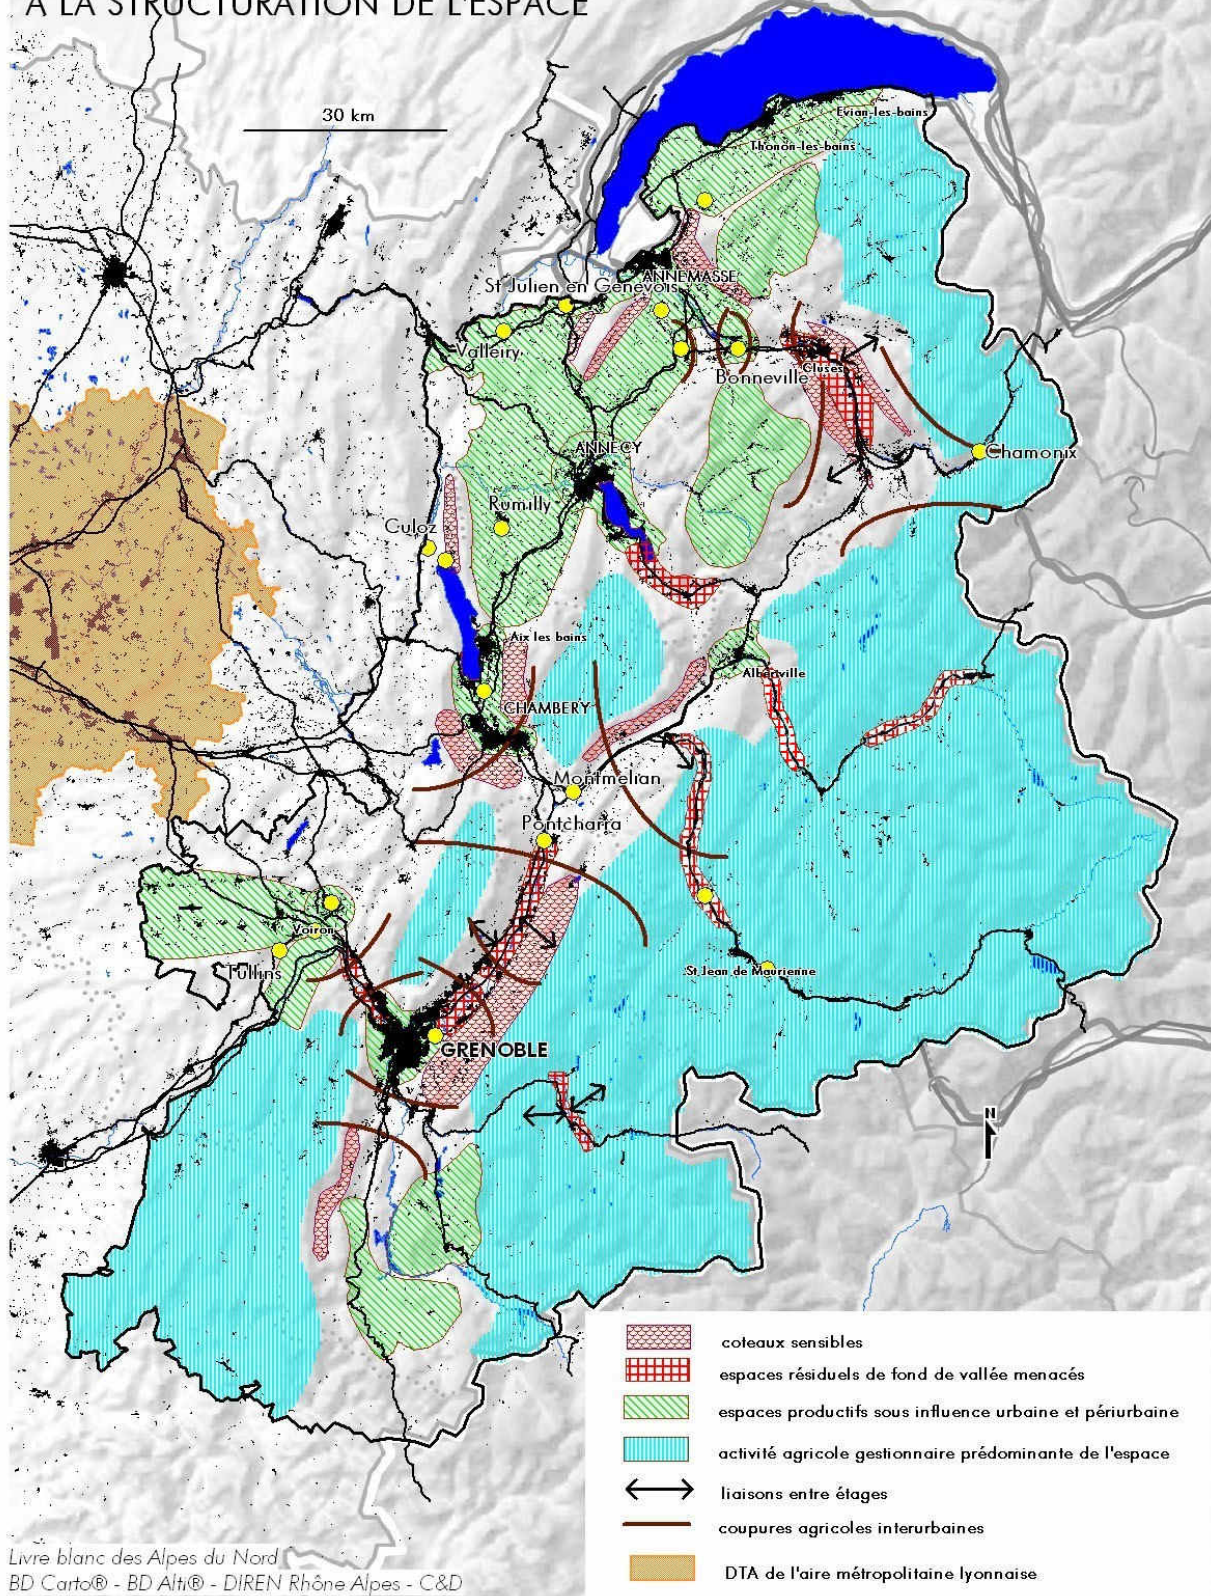 A LA STRUCTURATION DE L'ESPACE
30 km
Evian-les-bains
Thonon-les-bains
ANNEMASSE
St Julien en Genevois
Valleiry
Bonneville
Cluses
Chamonix
ANNECY
Rumilly
Culoz
Aix les bains
Albertville
CHAMBERY
Montmelian
Pontcharra
Voiron
Tullins
St Jean de Maurienne
GRENOBLE
N
coteaux sensibles
espaces résiduels de fond de vallée menacés
espaces productifs sous influence urbaine et périurbaine
activité agricole gestionnaire prédominante de l'espace
liaisons entre étages
coupures agricoles interurbaines
DTA de l'aire métropolitaine lyonnaise
Livre blanc des Alpes du Nord
BD Carto® - BD Alti® - DIREN Rhône Alpes - C&D